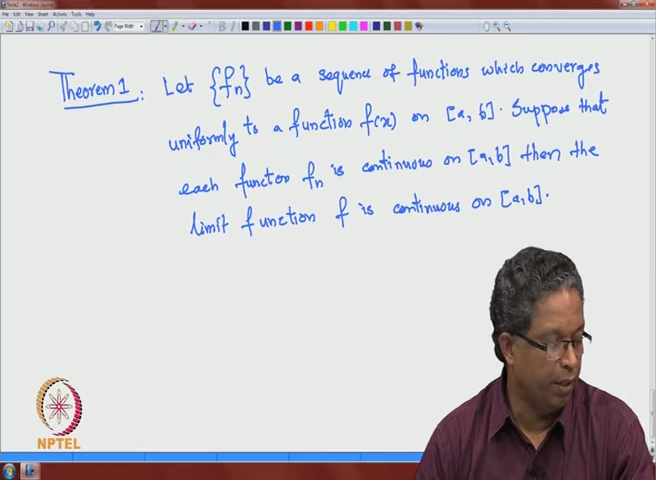 Theorem 1: Let {fn} be a sequence of functions which converges
uniformly to a function f(x) on [a, b]. Suppose that
each functon fn is continuous on [a,b] then the
limit function f is continuous on [a,b].
NPTEL